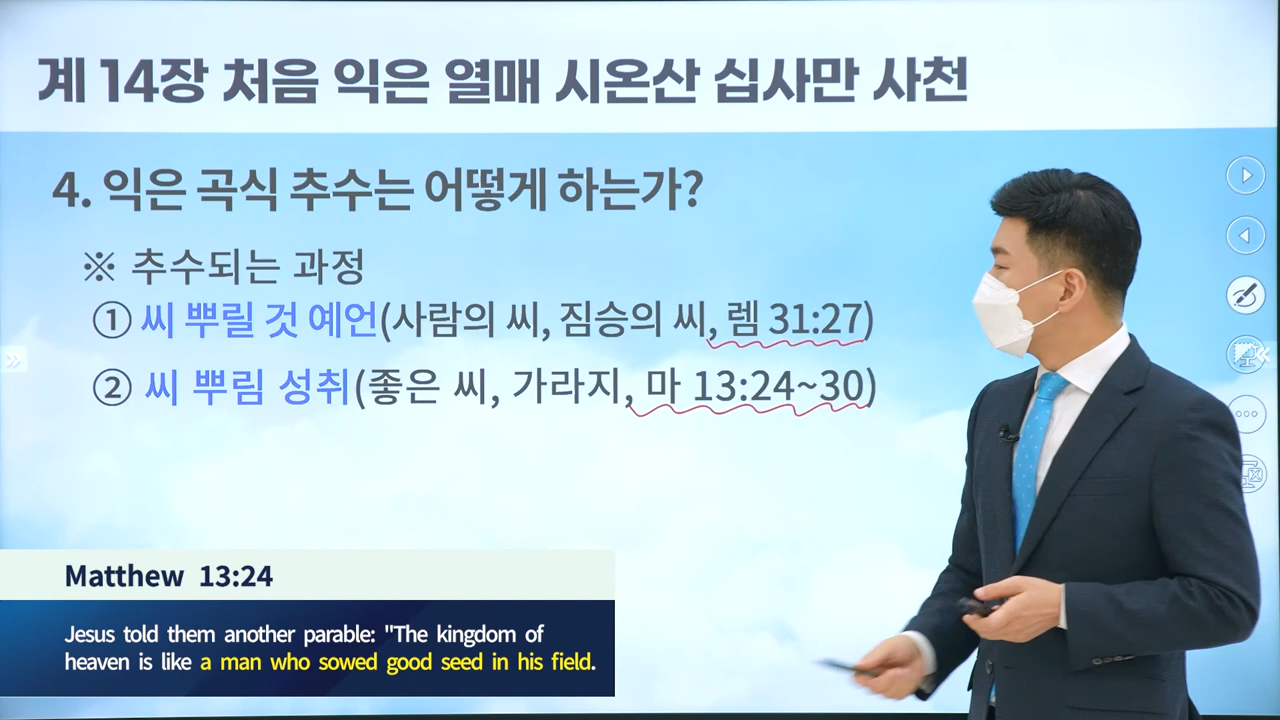 계 14장 처음 익은 열매 시온산 십사만 사천
4. 익은 곡식 추수는 어떻게 하는가?
※ 추수되는 과정
① 씨 뿌릴 것 예언(사람의 씨, 짐승의 씨, 렘 31:27)
② 씨 뿌림 성취(좋은 씨, 가라지, 마 13:24~30)
Matthew 13:24
Jesus told them another parable: "The kingdom of
heaven is like a man who sowed good seed in his field.